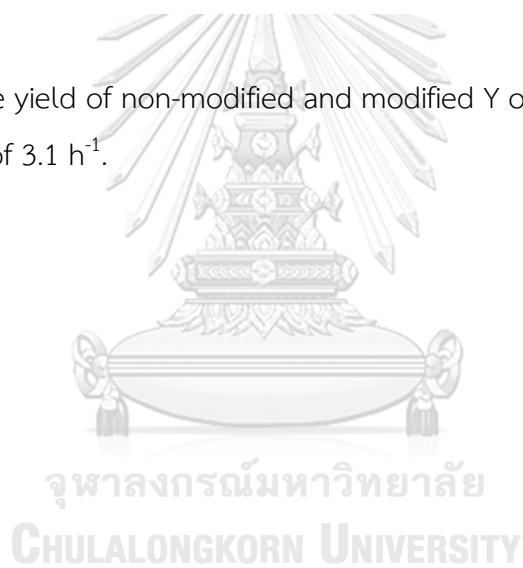 e yield of non-modified and modified Y o
of 3.1 h⁻¹.
จุฬาลงกรณ์มหาวิทยาลัย
CHULALONGKORN UNIVERSITY